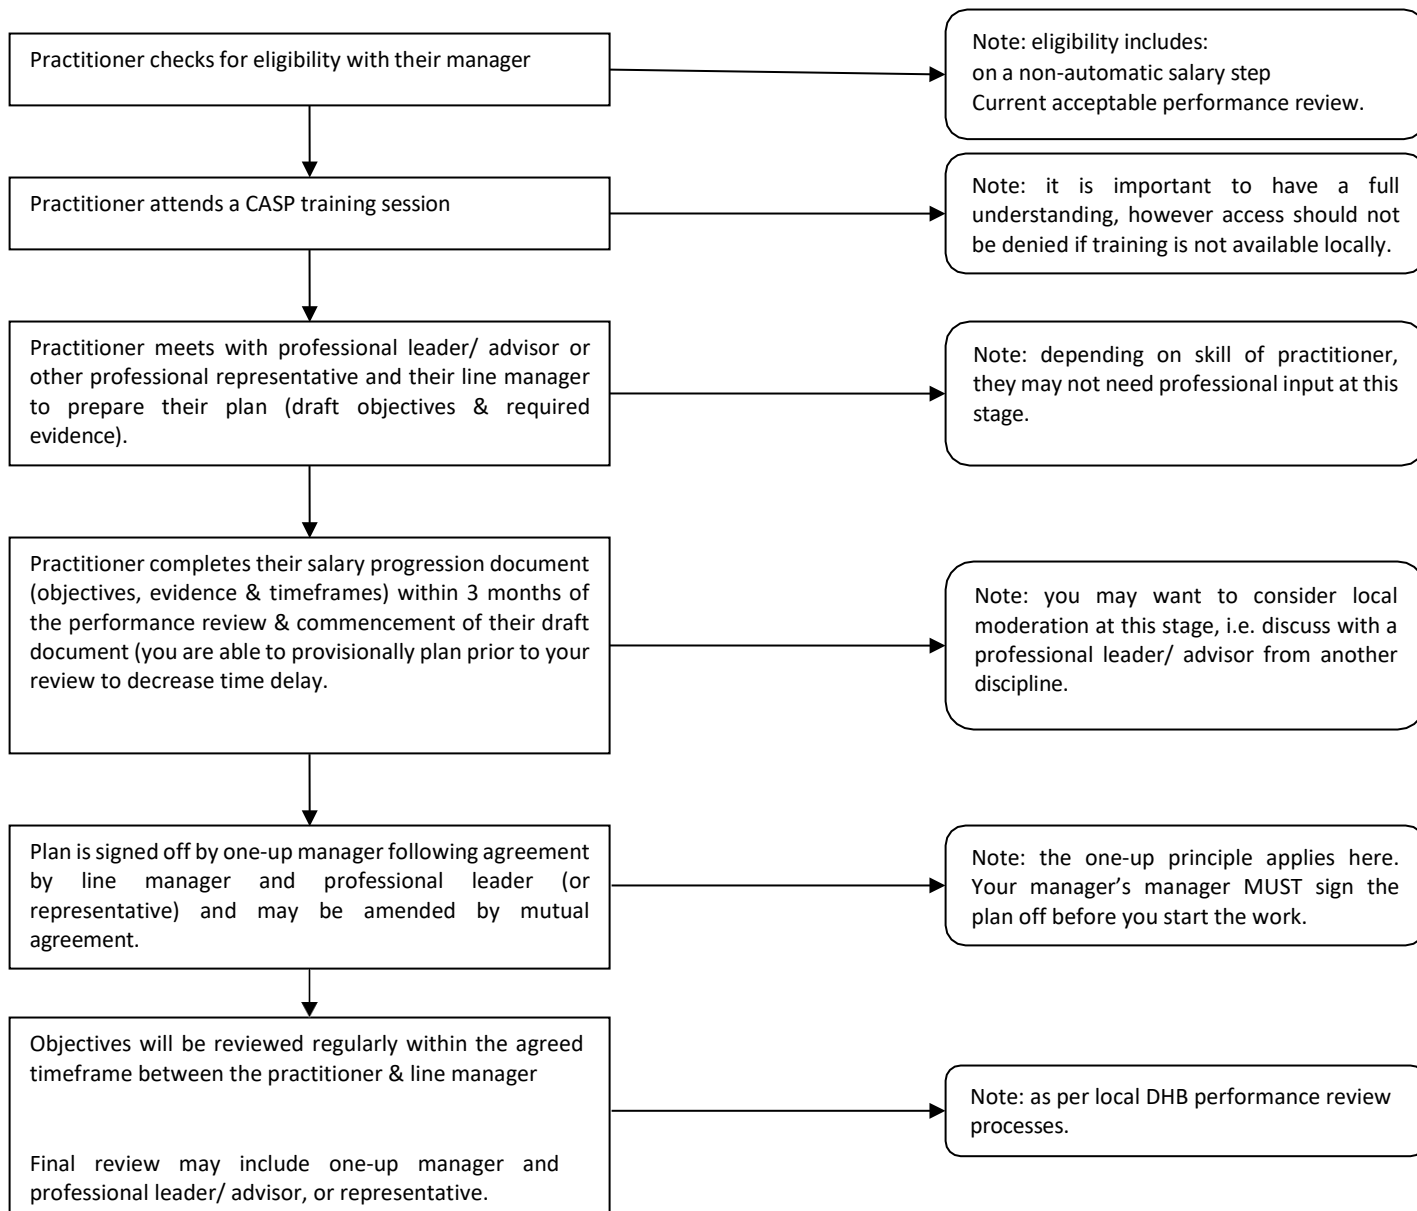 Practitioner checks for eligibility with their manager
Note: eligibility includes:
on a non-automatic salary step
Current acceptable performance review.
Practitioner attends a CASP training session
Note: it is important to have a full
understanding, however access should not
be denied if training is not available locally.
Practitioner meets with professional leader/ advisor or
other professional representative and their line manager
to prepare their plan (draft objectives & required
evidence).
Note: depending on skill of practitioner,
they may not need professional input at this
stage.
Practitioner completes their salary progression document
(objectives, evidence & timeframes) within 3 months of
the performance review & commencement of their draft
document (you are able to provisionally plan prior to your
review to decrease time delay.
Note: you may want to consider local
moderation at this stage, i.e. discuss with a
professional leader/ advisor from another
discipline.
Plan is signed off by one-up manager following agreement
by line manager and professional leader (or
representative) and may be amended by mutual
agreement.
Note: the one-up principle applies here.
Your manager’s manager MUST sign the
plan off before you start the work.
Objectives will be reviewed regularly within the agreed
timeframe between the practitioner & line manager
Final review may include one-up manager and
professional leader/ advisor, or representative.
Note: as per local DHB performance review
processes.